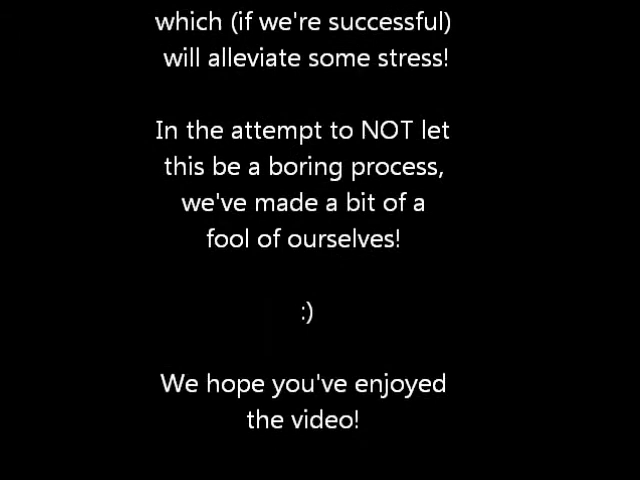 which (if we're successful)
will alleviate some stress!
In the attempt to NOT let
this be a boring process,
we've made a bit of a
fool of ourselves!
:)
We hope you've enjoyed
the video!